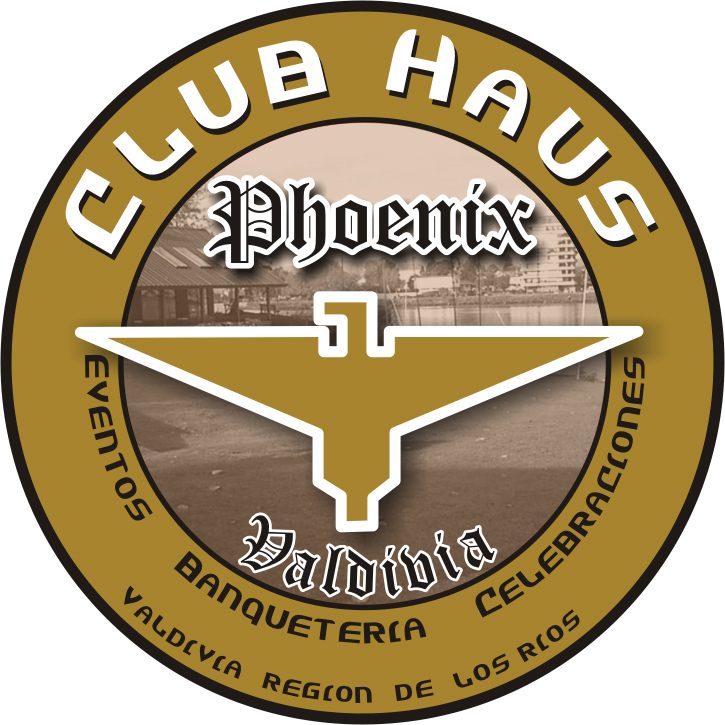 CLUB HAUS
Phoenix
Valdivia
EVENTOS BANQUETERIA CELEBRACIONES
VALDIVIA REGION DE LOS RIOS